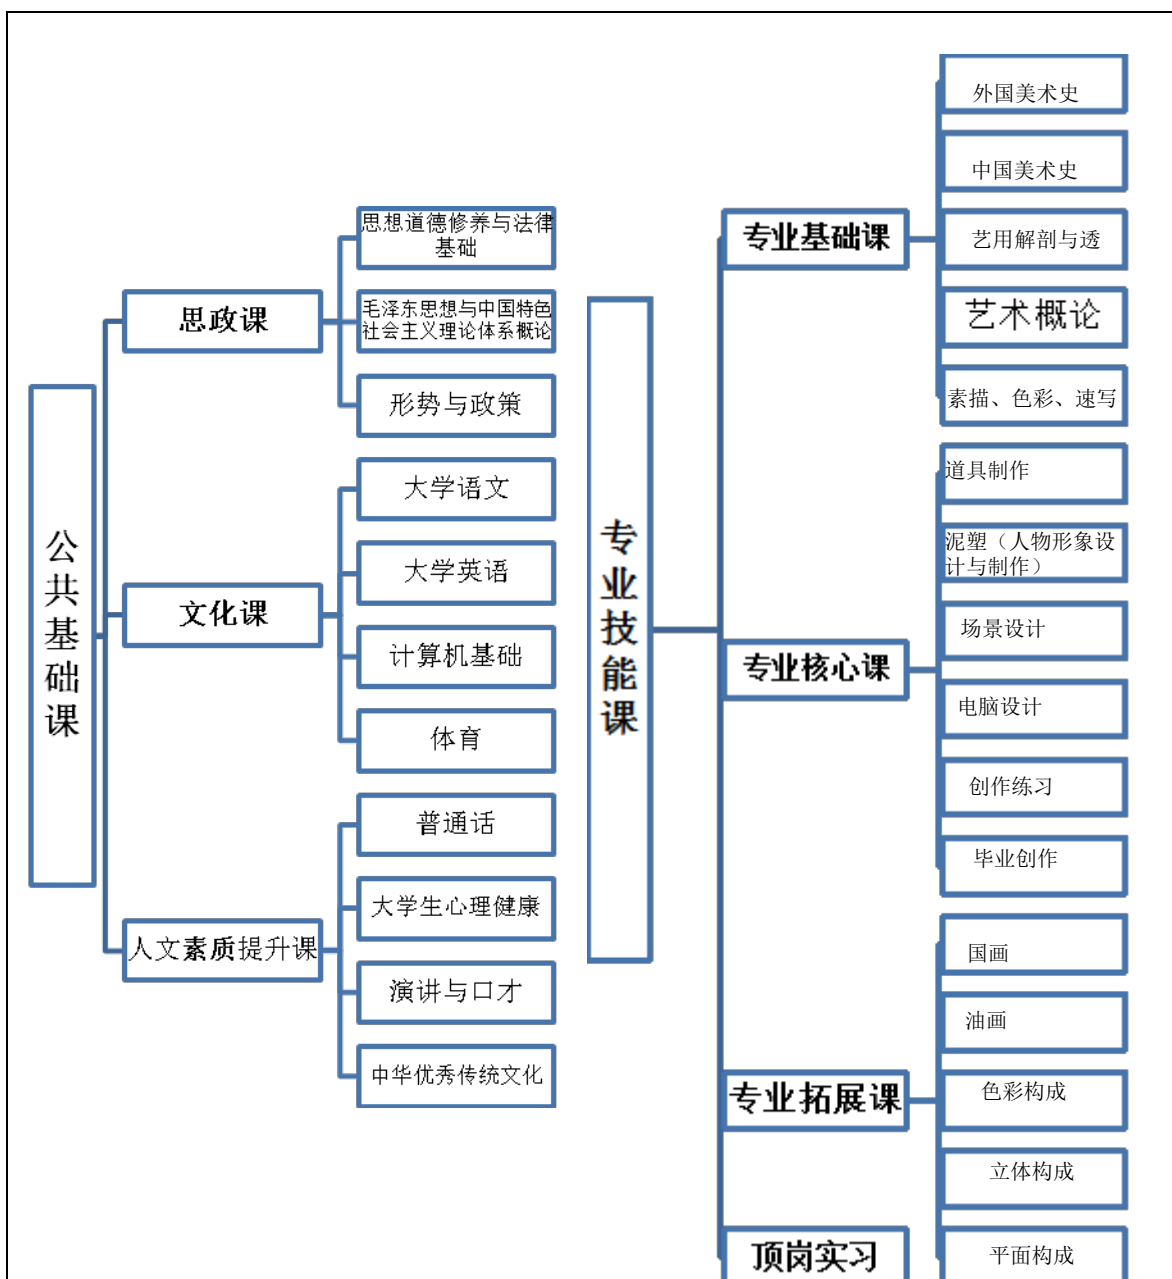 公共基础课
思政课
思想道德修养与法律
基础
毛泽东思想与中国特色
社会主义理论体系概论
形势与政策
文化课
大学语文
大学英语
计算机基础
体育
人文素质提升课
普通话
大学生心理健康
演讲与口才
中华优秀传统文化
专业技能课
专业基础课
外国美术史
中国美术史
艺用解剖与透
艺术概论
素描、色彩、速写
专业核心课
道具制作
泥塑（人物形象设
计与制作）
场景设计
电脑设计
创作练习
毕业创作
专业拓展课
国画
油画
色彩构成
立体构成
平面构成
顶岗实习